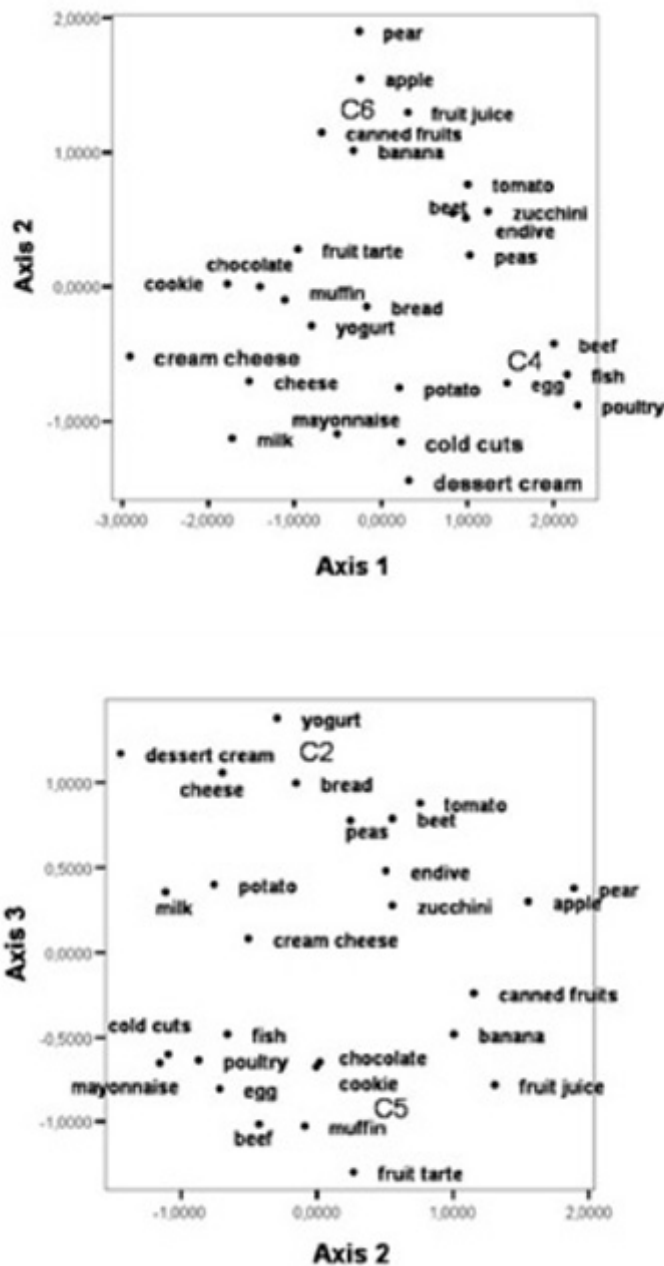 2,0000
pear
apple
C6
fruit juice
canned fruits
1,0000
banana
tomato
beet
zucchini
endive
Axis 2
fruit tarte
peas
chocolate
cookie
0,0000
muffin
bread
yogurt
beef
cream cheese
C4
fish
cheese
potato
egg
poultry
mayonnaise
-1,0000
milk
cold cuts
dessert cream
-3,0000 -2,0000 -1,0000 0,0000 1,0000 2,0000
Axis 1
yogurt
dessert cream
C2
1,0000
cheese
bread
tomato
peas
beet
0,5000
endive
potato
pear
milk
zucchini
apple
Axis 3
0,0000
cream cheese
canned fruits
cold cuts
-0,5000
fish
banana
poultry
chocolate
mayonnaise
egg
cookie
fruit juice
C5
-1,0000
beef
muffin
fruit tarte
-1,0000 0,0000 1,0000 2,0000
Axis 2